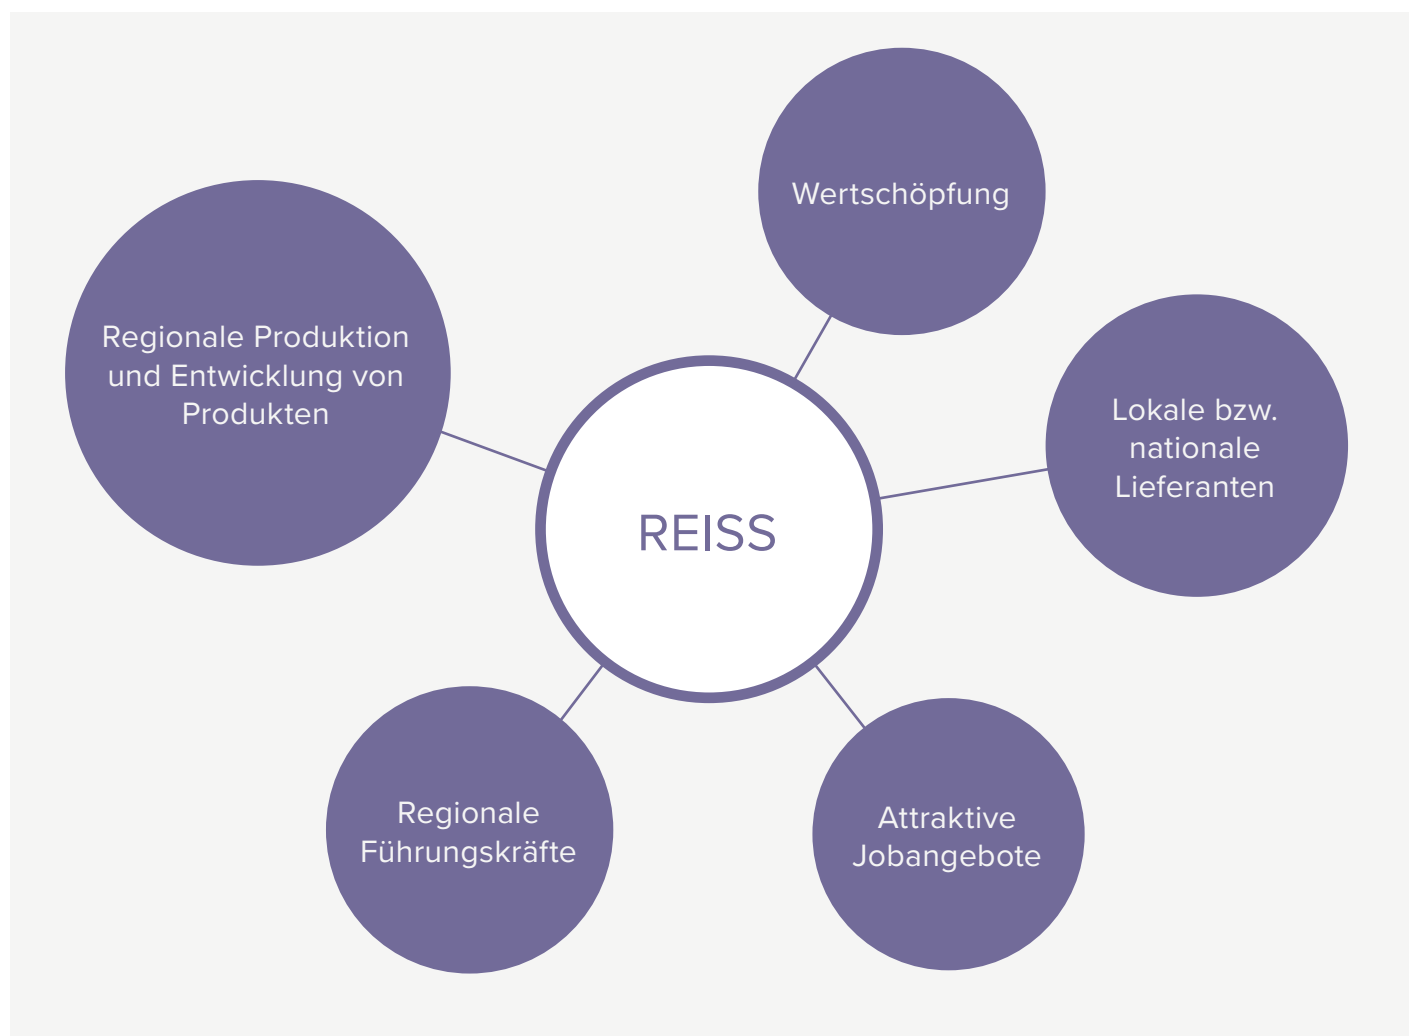 Wertschöpfung
Regionale Produktion
und Entwicklung von
Produkten
Lokale bzw.
nationale
Lieferanten
REISS
Regionale
Führungskräfte
Attraktive
Jobangebote